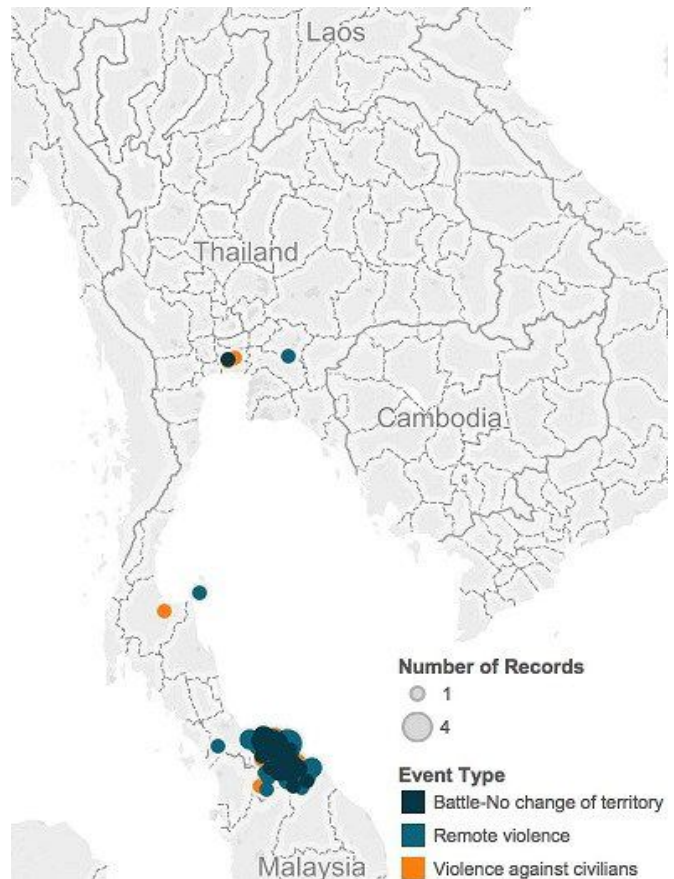 Laos
Thailand
Cambodia
Number of Records
1
4
Event Type
Battle-No change of territory
Remote violence
Violence against civilians
Malaysia